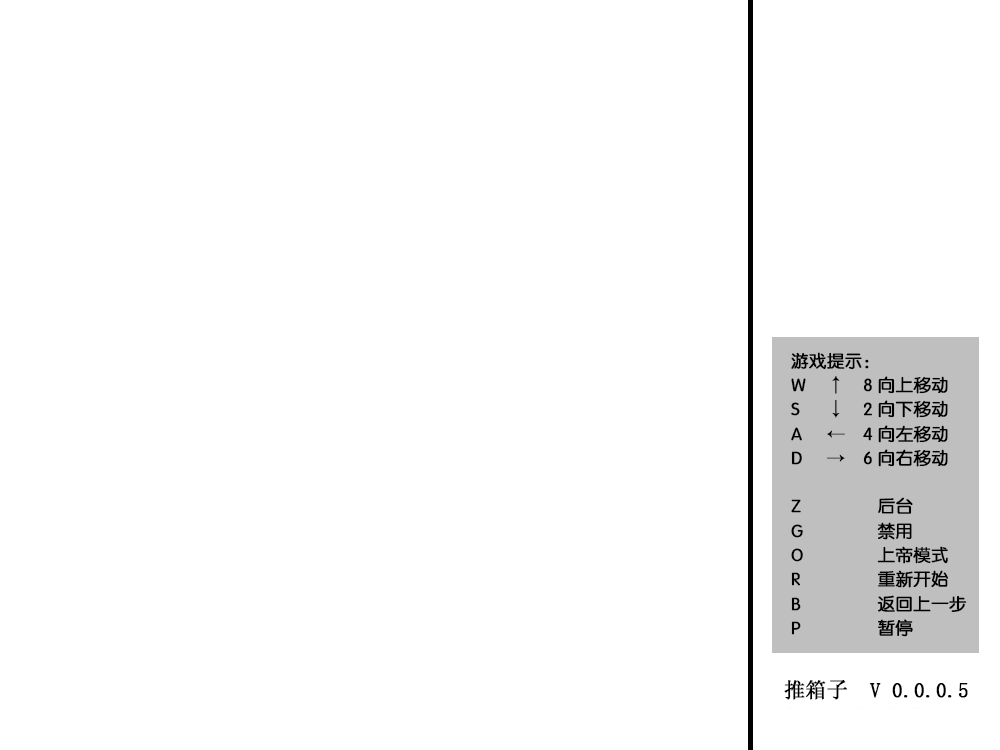 游戏提示:
W ↑ 8 向上移动
S ↓ 2 向下移动
A ← 4 向左移动
D → 6 向右移动
Z 后台
G 禁用
O 上帝模式
R 重新开始
B 返回上一步
P 暂停
推箱子 V 0.0.0.5